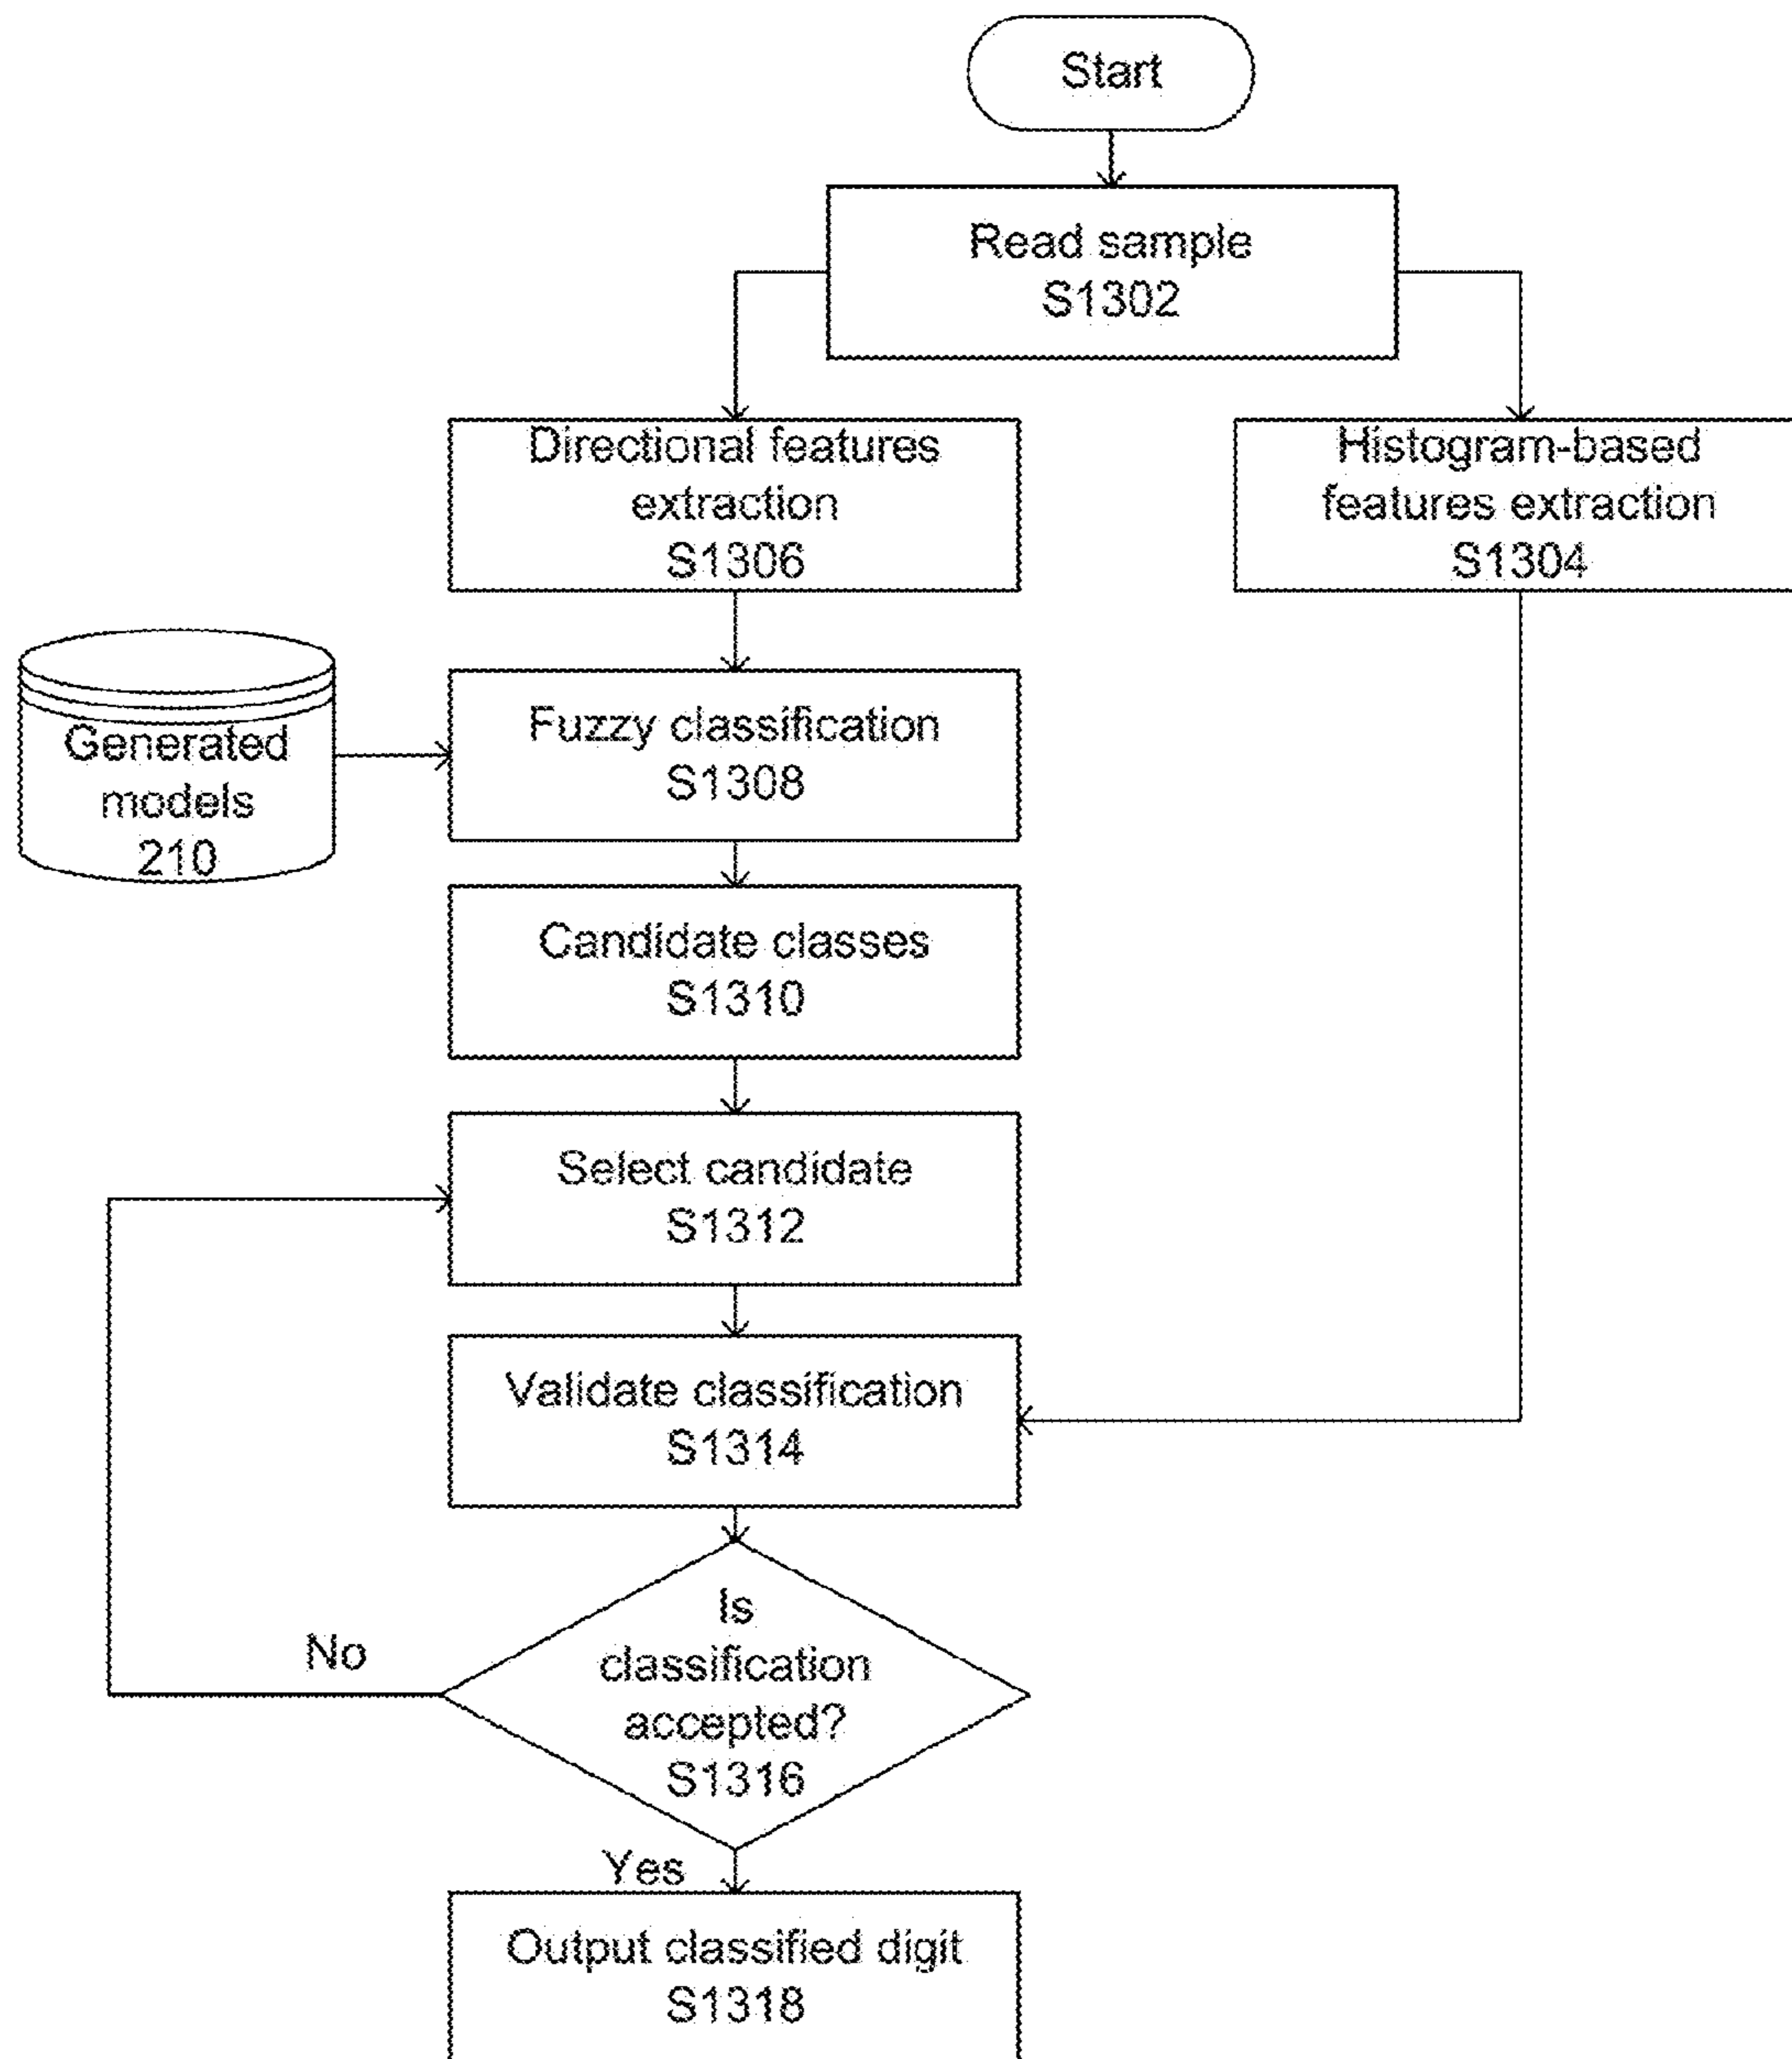 Start
Read sample
S1302
Directional features
extraction
S1306
Histogram-based
features extraction
S1304
Generated
models
210
Fuzzy classification
S1308
Candidate classes
S1310
Select candidate
S1312
Validate classification
S1314
Is
classification
accepted?
S1316
No
Yes
Output classified digit
S1318